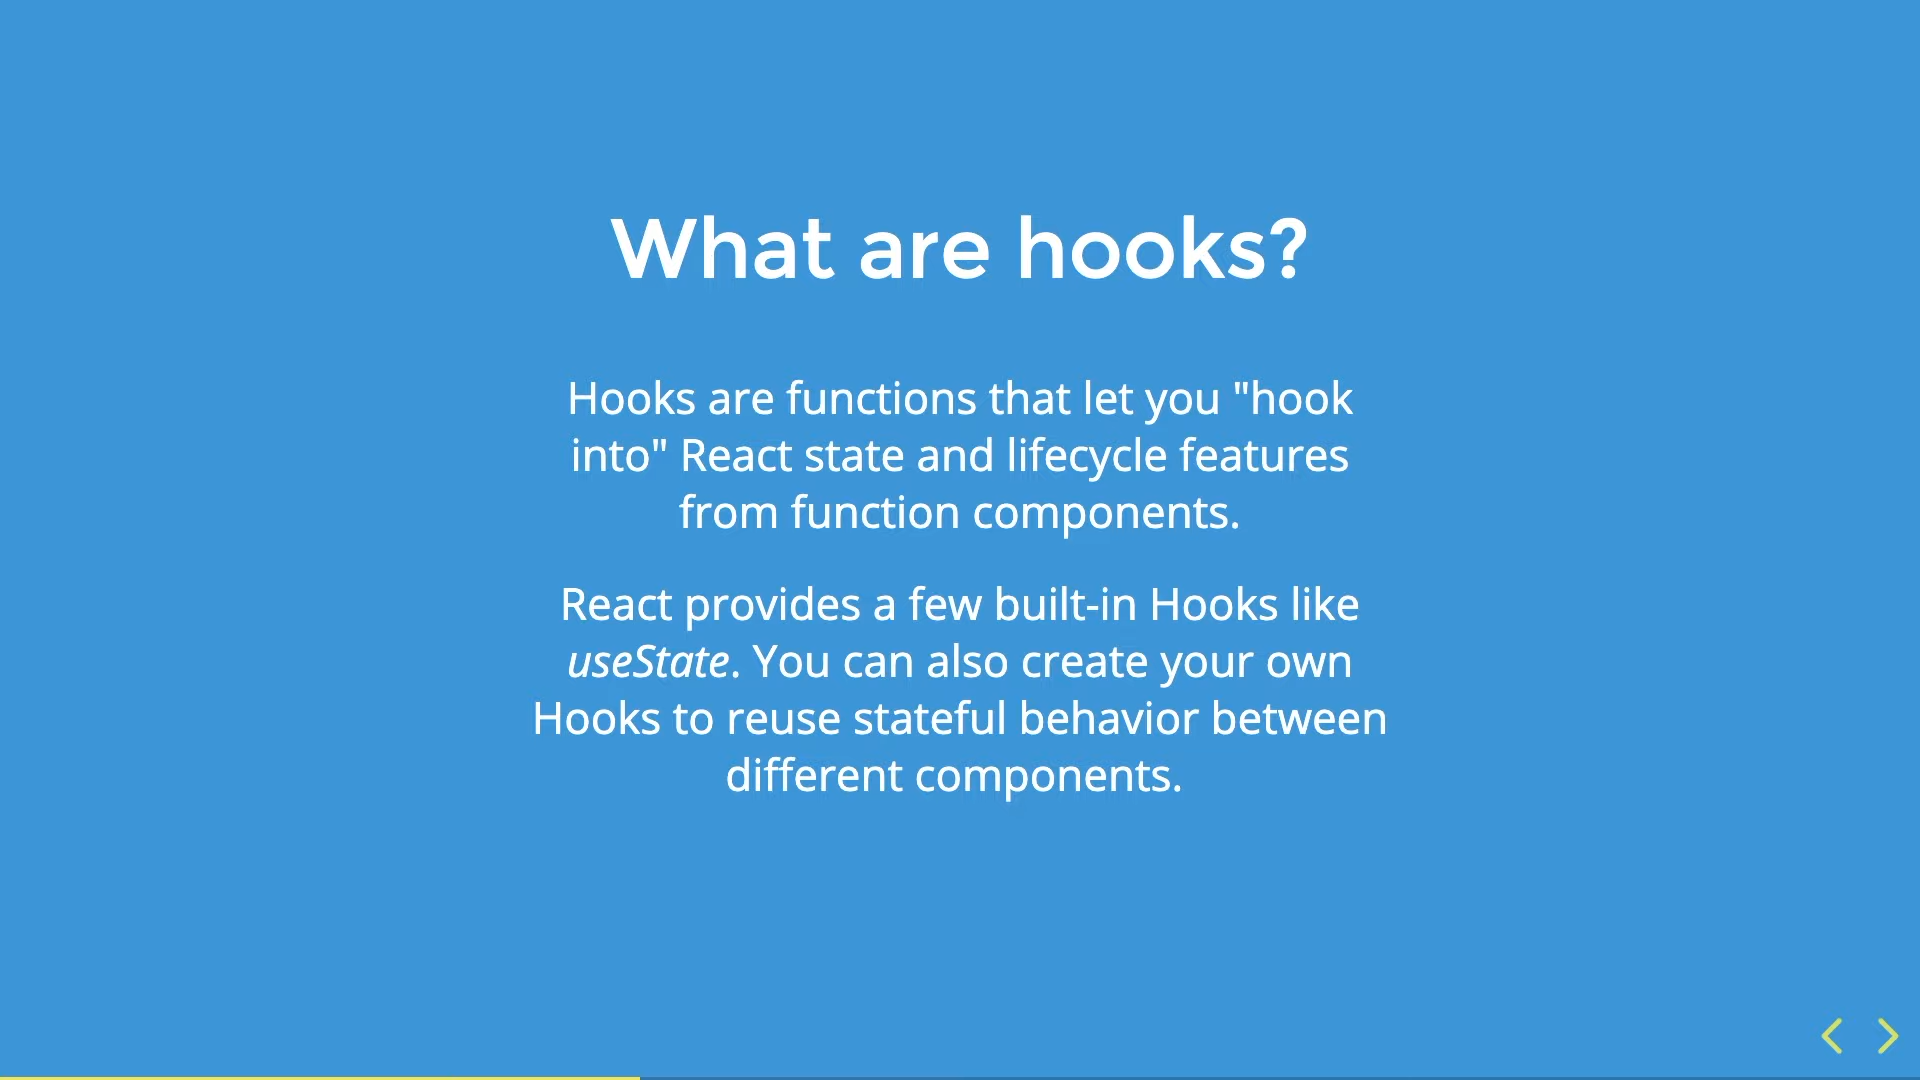 What are hooks?
Hooks are functions that let you "hook
into" React state and lifecycle features
from function components.
React provides a few built-in Hooks like
useState. You can also create your own
Hooks to reuse stateful behavior between
different components.